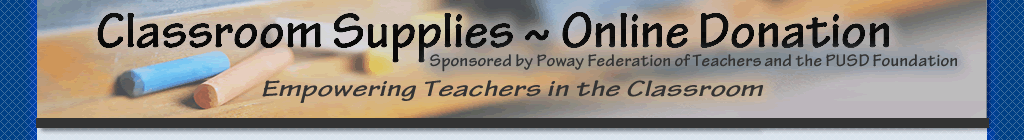 Classroom Supplies ~ Online Donation
Sponsored by Poway Federation of Teachers and the PUSD Foundation
Empowering Teachers in the Classroom